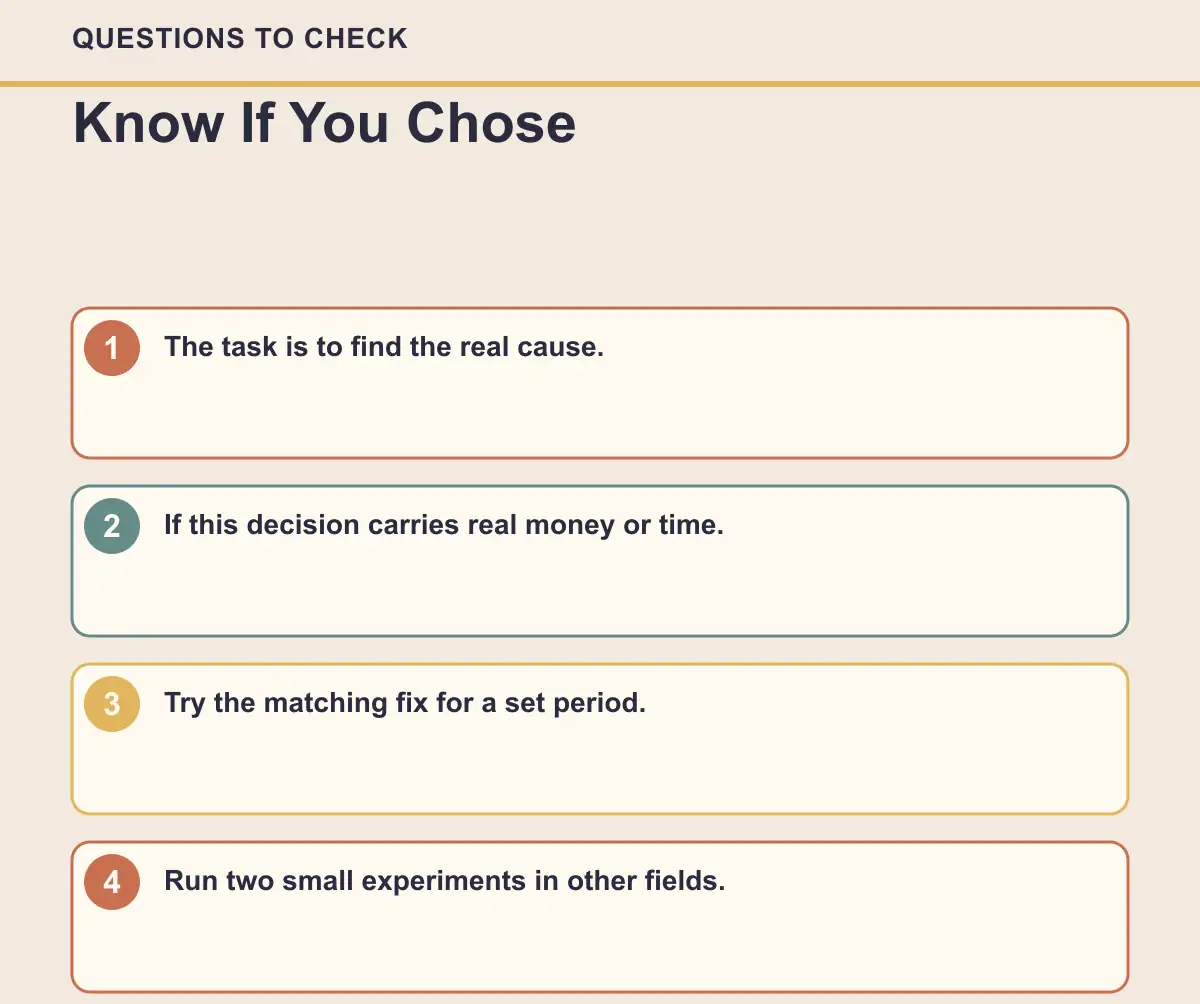 QUESTIONS TO CHECK
Know If You Chose
1
The task is to find the real cause.
2
If this decision carries real money or time.
3
Try the matching fix for a set period.
4
Run two small experiments in other fields.